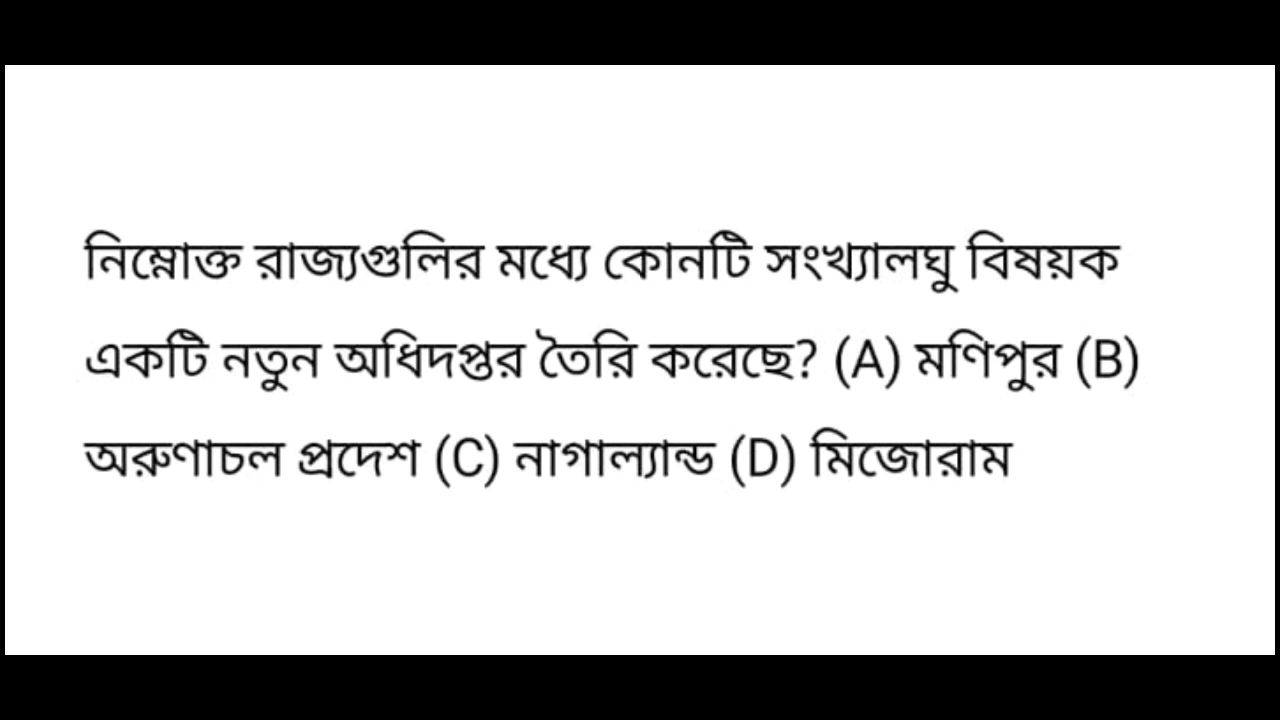 নিম্নোক্ত রাজ্যগুলির মধ্যে কোনটি সংখ্যালঘু বিষয়ক
একটি নতুন অধিদপ্তর তৈরি করেছে? (A) মণিপুর (B)
অরুণাচল প্রদেশ (C) নাগাল্যান্ড (D) মিজোরাম